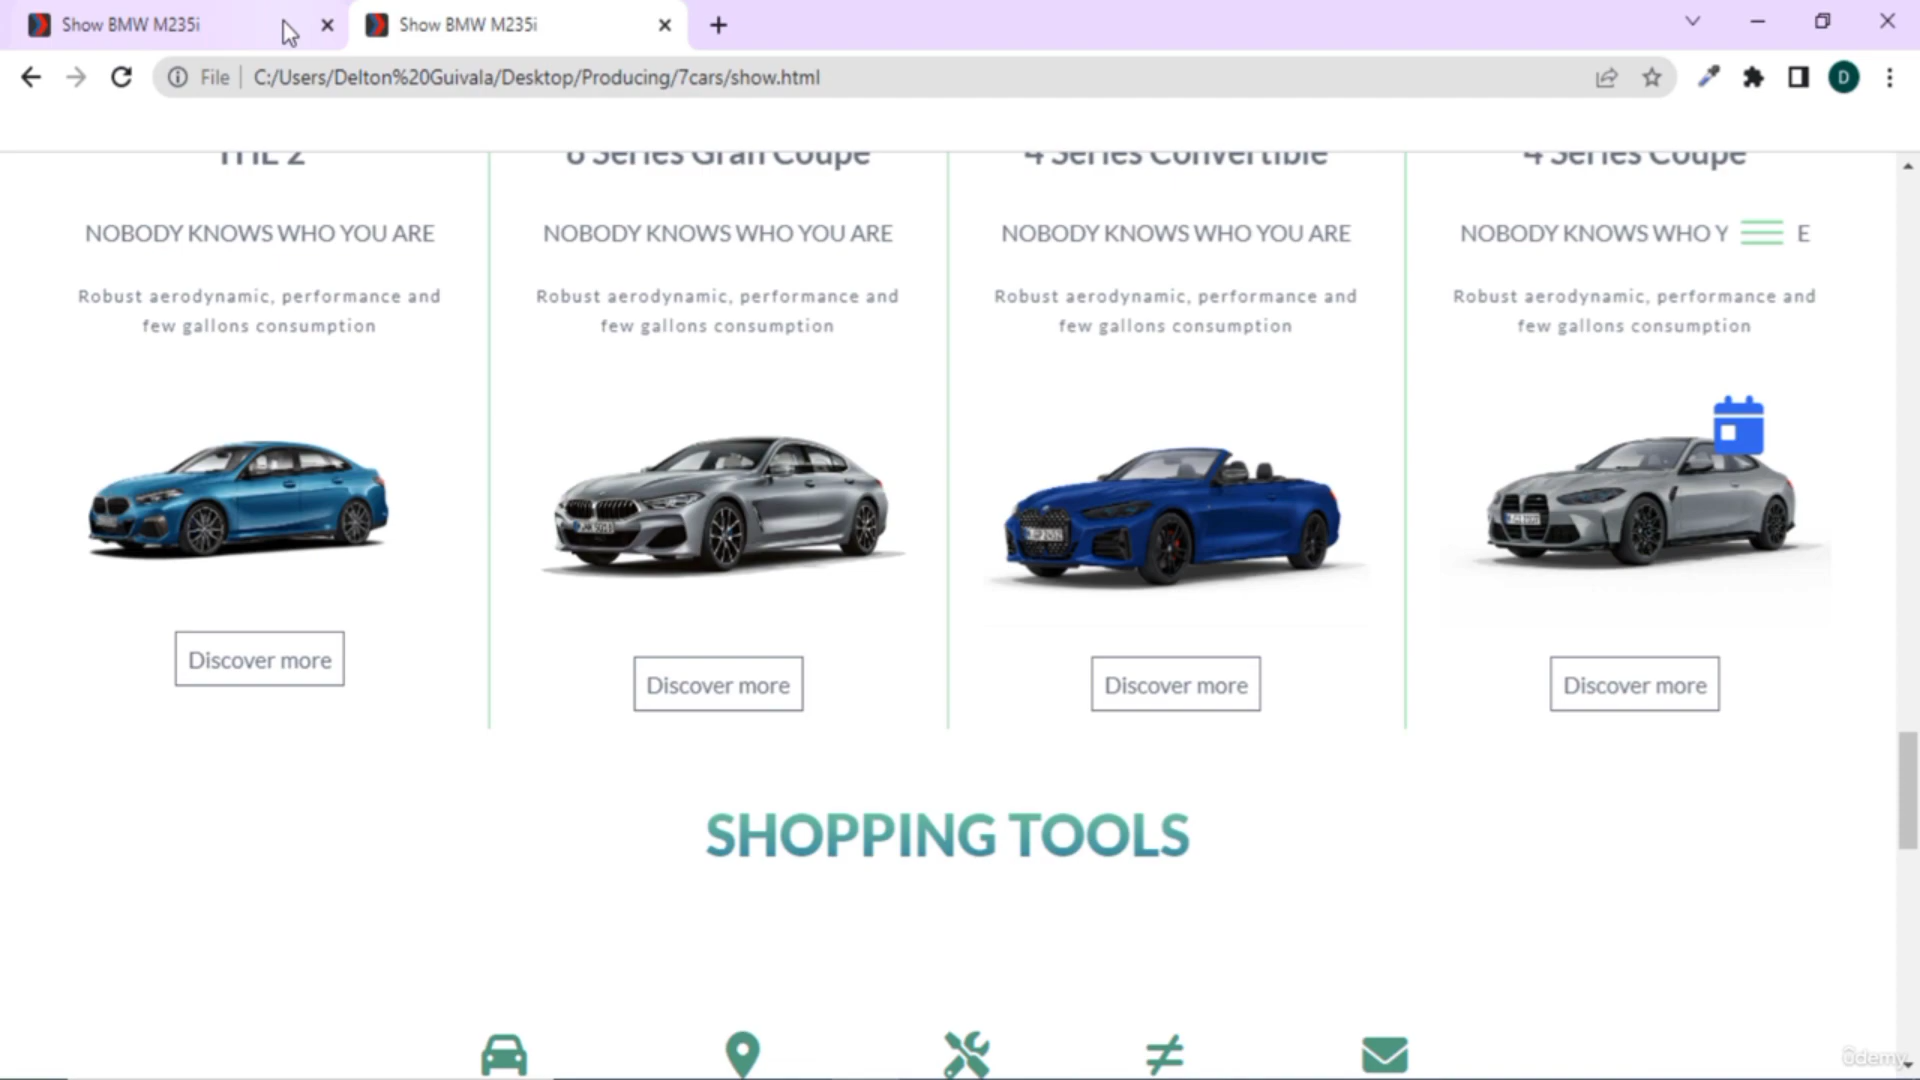 Show BMW M235i
Show BMW M235i
File
C:/Users/Delton%20Guivala/Desktop/Producing/7cars/show.html
D
THE 2
8 Series Gran Coupe
4 Series Convertible
4 Series Coupe
NOBODY KNOWS WHO YOU ARE
NOBODY KNOWS WHO YOU ARE
NOBODY KNOWS WHO YOU ARE
NOBODY KNOWS WHO Y E
Robust aerodynamic, performance and
few gallons consumption
Robust aerodynamic, performance and
few gallons consumption
Robust aerodynamic, performance and
few gallons consumption
Robust aerodynamic, performance and
few gallons consumption
Discover more
Discover more
Discover more
Discover more
SHOPPING TOOLS
ûdemy